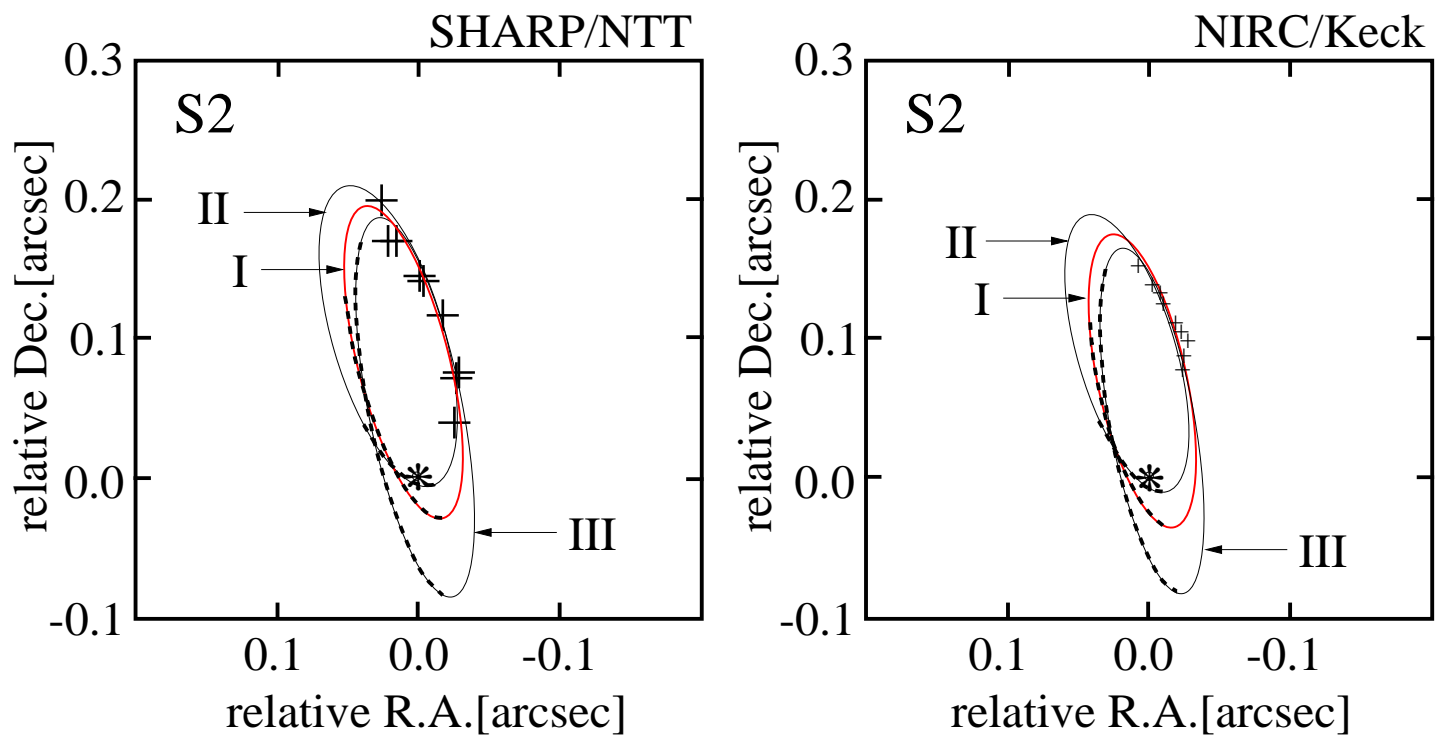 SHARP/NTT
S2
0.3
0.2
0.1
0.0
-0.1
II
I
III
0.1 0.0 -0.1
relative Dec.[arcsec]
relative R.A.[arcsec]
NIRC/Keck
S2
0.3
0.2
0.1
0.0
-0.1
II
I
III
0.1 0.0 -0.1
relative Dec.[arcsec]
relative R.A.[arcsec]